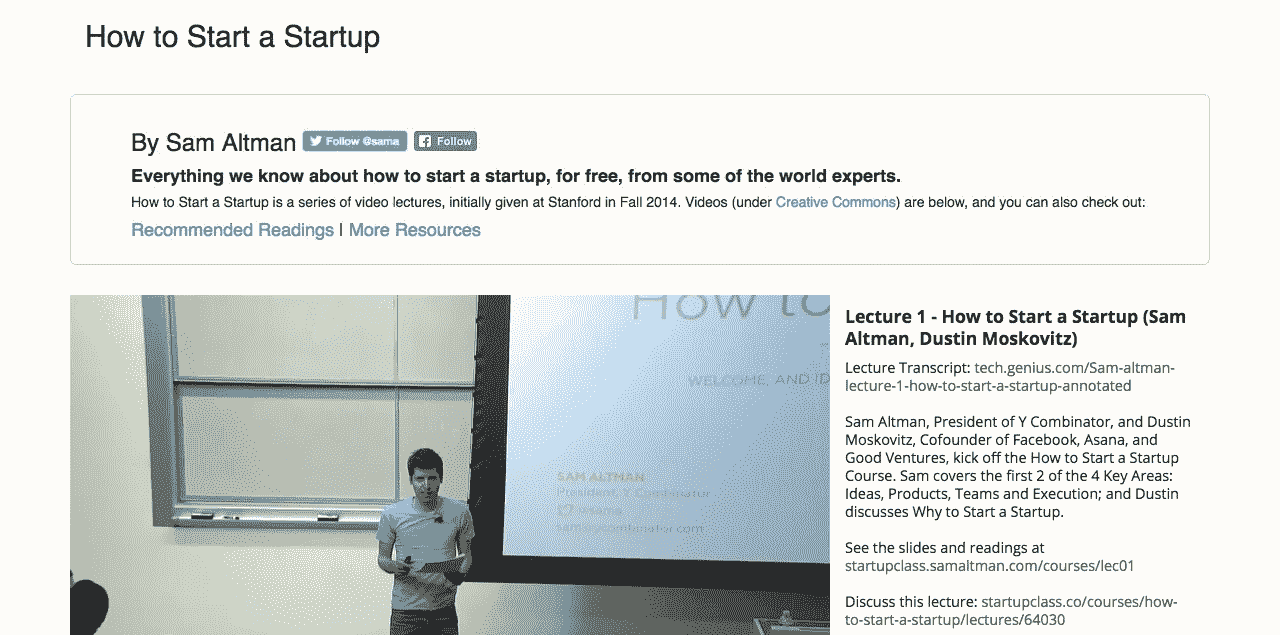 How to Start a Startup
By Sam Altman Follow @sama Follow
Everything we know about how to start a startup, for free, from some of the world experts.
How to Start a Startup is a series of video lectures, initially given at Stanford in Fall 2014. Videos (under Creative Commons) are below, and you can also check out:
Recommended Readings | More Resources
How to
WELCOME, AND ID
SAM ALTMAN
President, Y Combinator
@sama
Lecture 1 - How to Start a Startup (Sam
Altman, Dustin Moskovitz)
Lecture Transcript: tech.genius.com/Sam-altman-
lecture-1-how-to-start-a-startup-annotated
Sam Altman, President of Y Combinator, and Dustin
Moskovitz, Cofounder of Facebook, Asana, and
Good Ventures, kick off the How to Start a Startup
Course. Sam covers the first 2 of the 4 Key Areas:
Ideas, Products, Teams and Execution; and Dustin
discusses Why to Start a Startup.
See the slides and readings at
startupclass.samaltman.com/courses/lec01
Discuss this lecture: startupclass.co/courses/how-
to-start-a-startup/lectures/64030